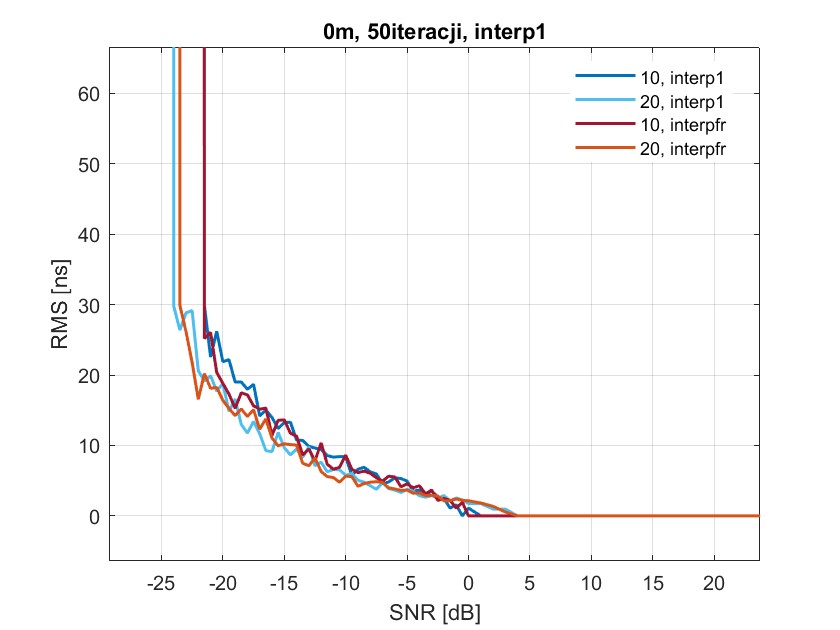 0m, 50iteracji, interp1
10, interp1
20, interp1
10, interpfr
20, interpfr
RMS [ns]
60
50
40
30
20
10
0
-25 -20 -15 -10 -5 0 5 10 15 20
SNR [dB]